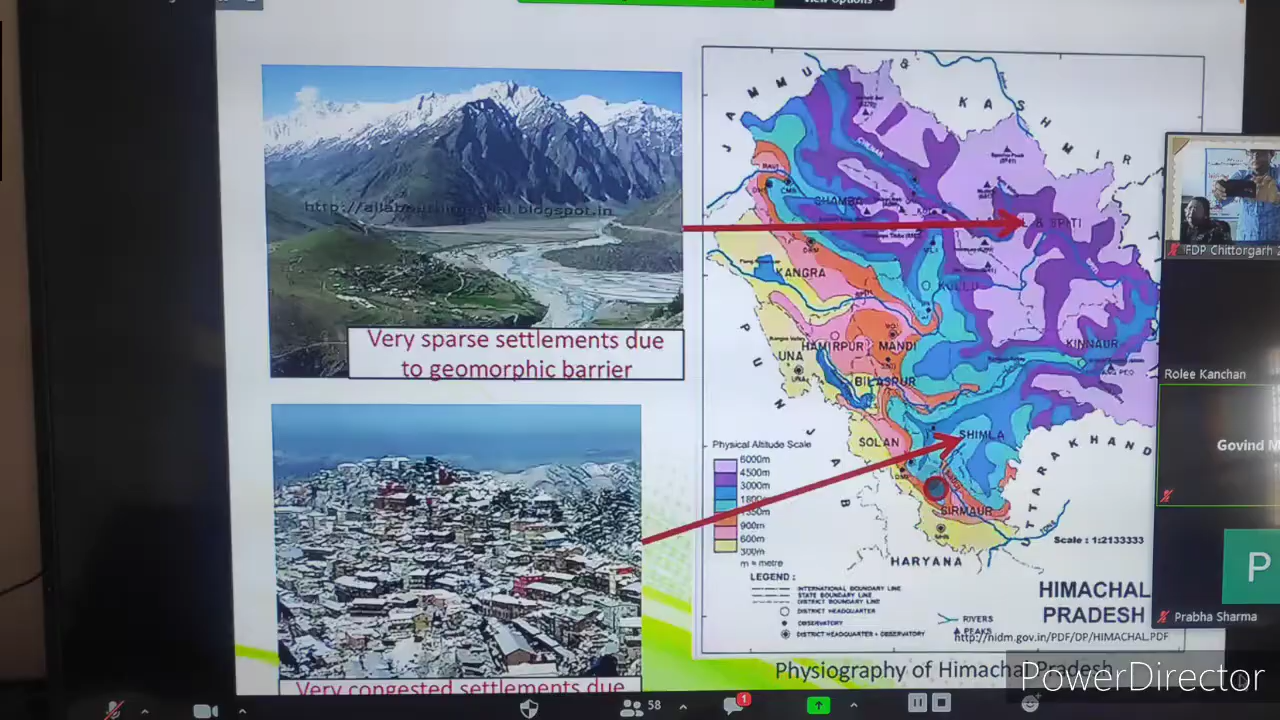 View Options
http://allabouthimachal.blogspot.in
Very sparse settlements due
to geomorphic barrier
Very congested settlements due
JAMMU & KASHMIR
CHAMBA
L & SPITI
KANGRA
KULLU
HAMIRPUR
MANDI
KINNAUR
UNA
BILASPUR
SOLAN
SHIMLA
SIRMAUR
PUNJAB
UTTARAKHAND
HARYANA
Physical Altitude Scale
6000m
4500m
3000m
900m
600m
300m
m = metre
Scale : 1:2133333
LEGEND :
INTERNATIONAL BOUNDARY LINE
STATE BOUNDARY LINE
DISTRICT BOUNDARY LINE
DISTRICT HEADQUARTER
OBSERVATORY
DISTRICT HEADQUARTER + OBSERVATORY
RIVERS
PEAKS
HIMACHAL
PRADESH
http://nidm.gov.in/PDF/DP/HIMACHAL.PDF
Physiography of Himachal Pradesh
FDP Chittorgarh
Rolee Kanchan
Govind M
P
Prabha Sharma
58
1
PowerDirector